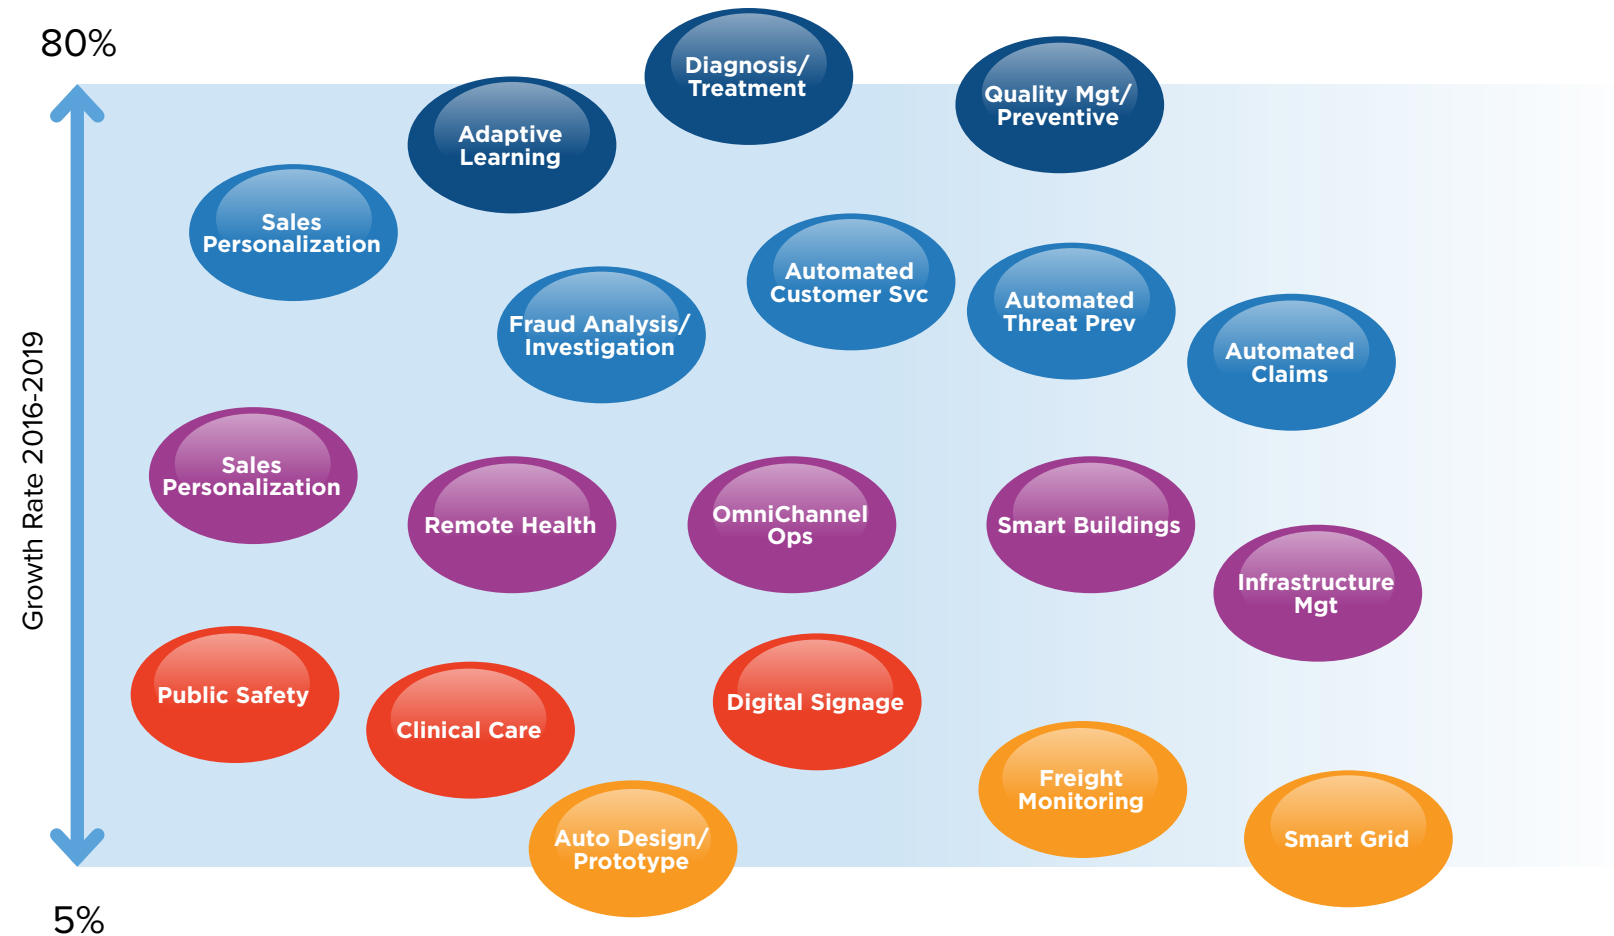 80%
Diagnosis/
Treatment
Quality Mgt/
Preventive
Adaptive
Learning
Sales
Personalization
Automated
Customer Svc
Automated
Threat Prev
Fraud Analysis/
Investigation
Automated
Claims
Growth Rate 2016-2019
Sales
Personalization
Remote Health
OmniChannel
Ops
Smart Buildings
Infrastructure
Mgt
Public Safety
Clinical Care
Digital Signage
Freight
Monitoring
Auto Design/
Prototype
Smart Grid
5%